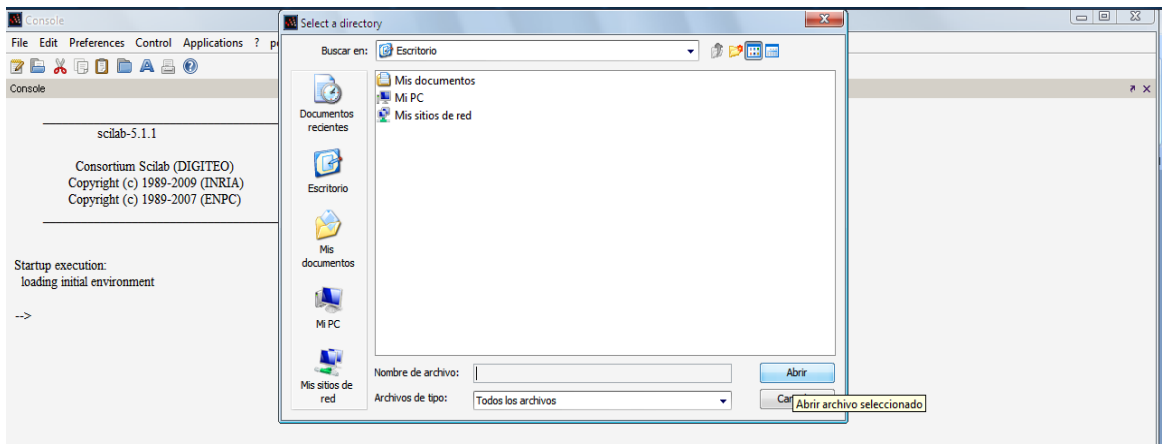 Console
File Edit Preferences Control Applications ?
Console
scilab-5.1.1
Consortium Scilab (DIGITEO)
Copyright (c) 1989-2009 (INRIA)
Copyright (c) 1989-2007 (ENPC)
Startup execution:
loading initial environment
-->
Select a directory
Buscar en: Escritorio
Documentos
recientes
Escritorio
Mis
documentos
Mi PC
Mis sitios de
red
Mis documentos
Mi PC
Mis sitios de red
Nombre de archivo:
Abrir
Archivos de tipo: Todos los archivos
Abrir archivo seleccionado